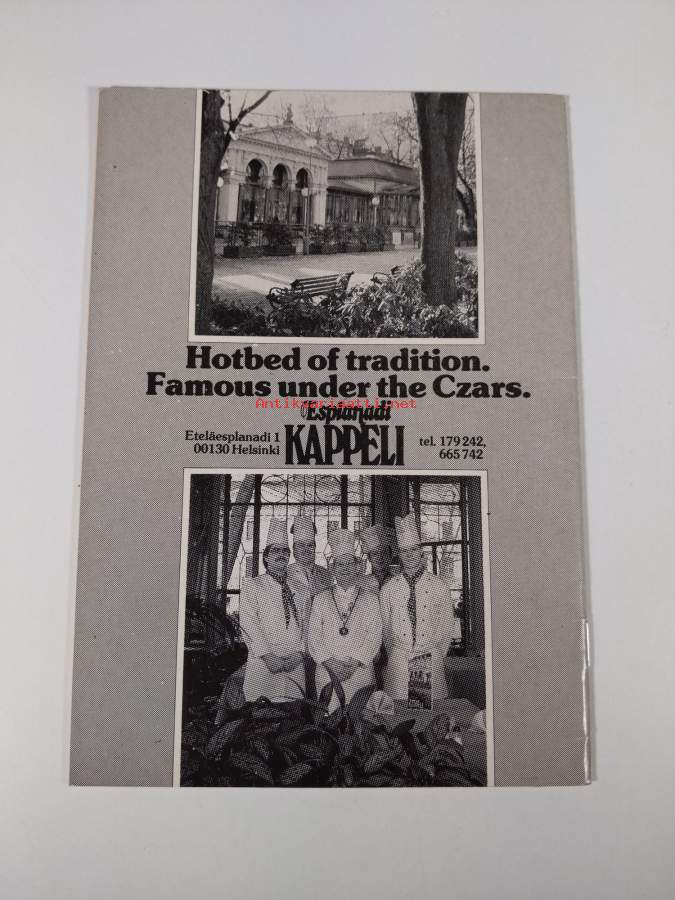 Hotbed of tradition.
Famous under the Czars.
Antikvariaatti.net
Esplanadi
KAPPELI
Eteläesplanadi 1
00130 Helsinki
tel. 179 242,
665 742